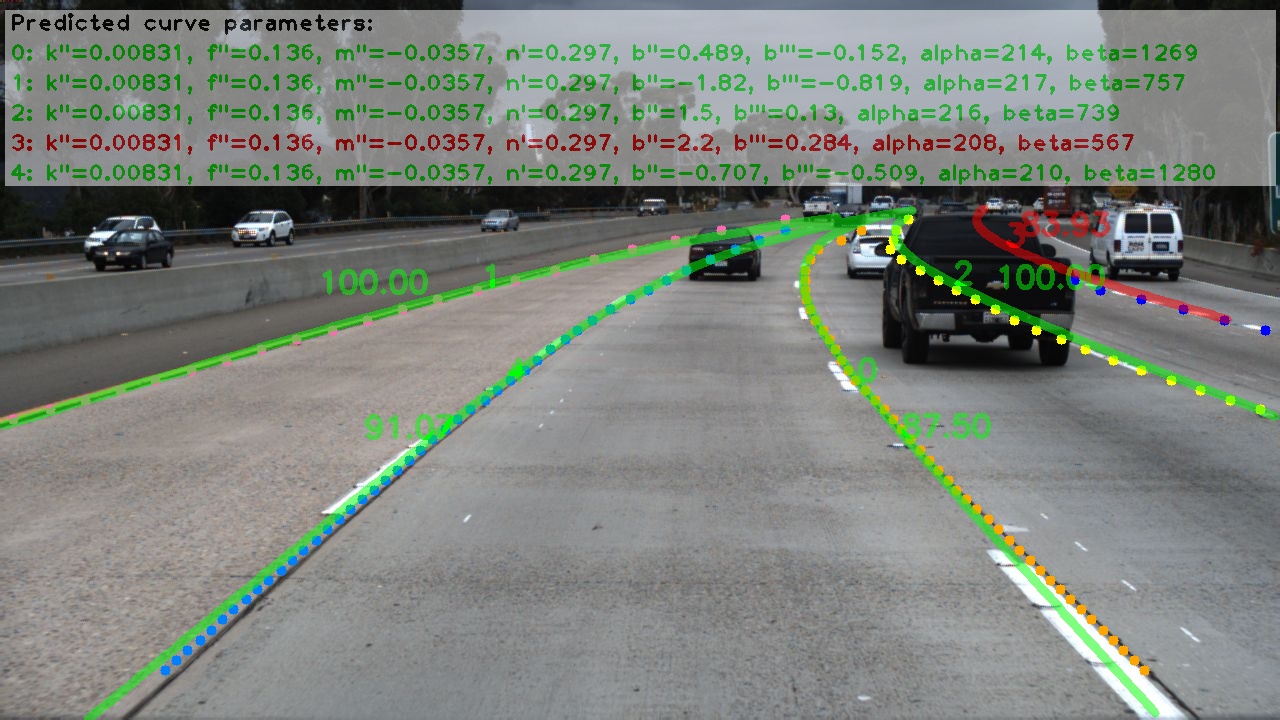 Predicted curve parameters:
0: k''=0.00831, f''=0.136, m''=-0.0357, n'=0.297, b''=0.489, b'''=-0.152, alpha=214, beta=1269
1: k''=0.00831, f''=0.136, m''=-0.0357, n'=0.297, b''=-1.82, b'''=-0.819, alpha=217, beta=757
2: k''=0.00831, f''=0.136, m''=-0.0357, n'=0.297, b''=1.5, b'''=0.13, alpha=216, beta=739
3: k''=0.00831, f''=0.136, m''=-0.0357, n'=0.297, b''=2.2, b'''=0.284, alpha=208, beta=567
4: k''=0.00831, f''=0.136, m''=-0.0357, n'=0.297, b''=-0.707, b'''=-0.509, alpha=210, beta=1280
3 83.93
100.00 1
2 100.00
4
0
91.07
87.50